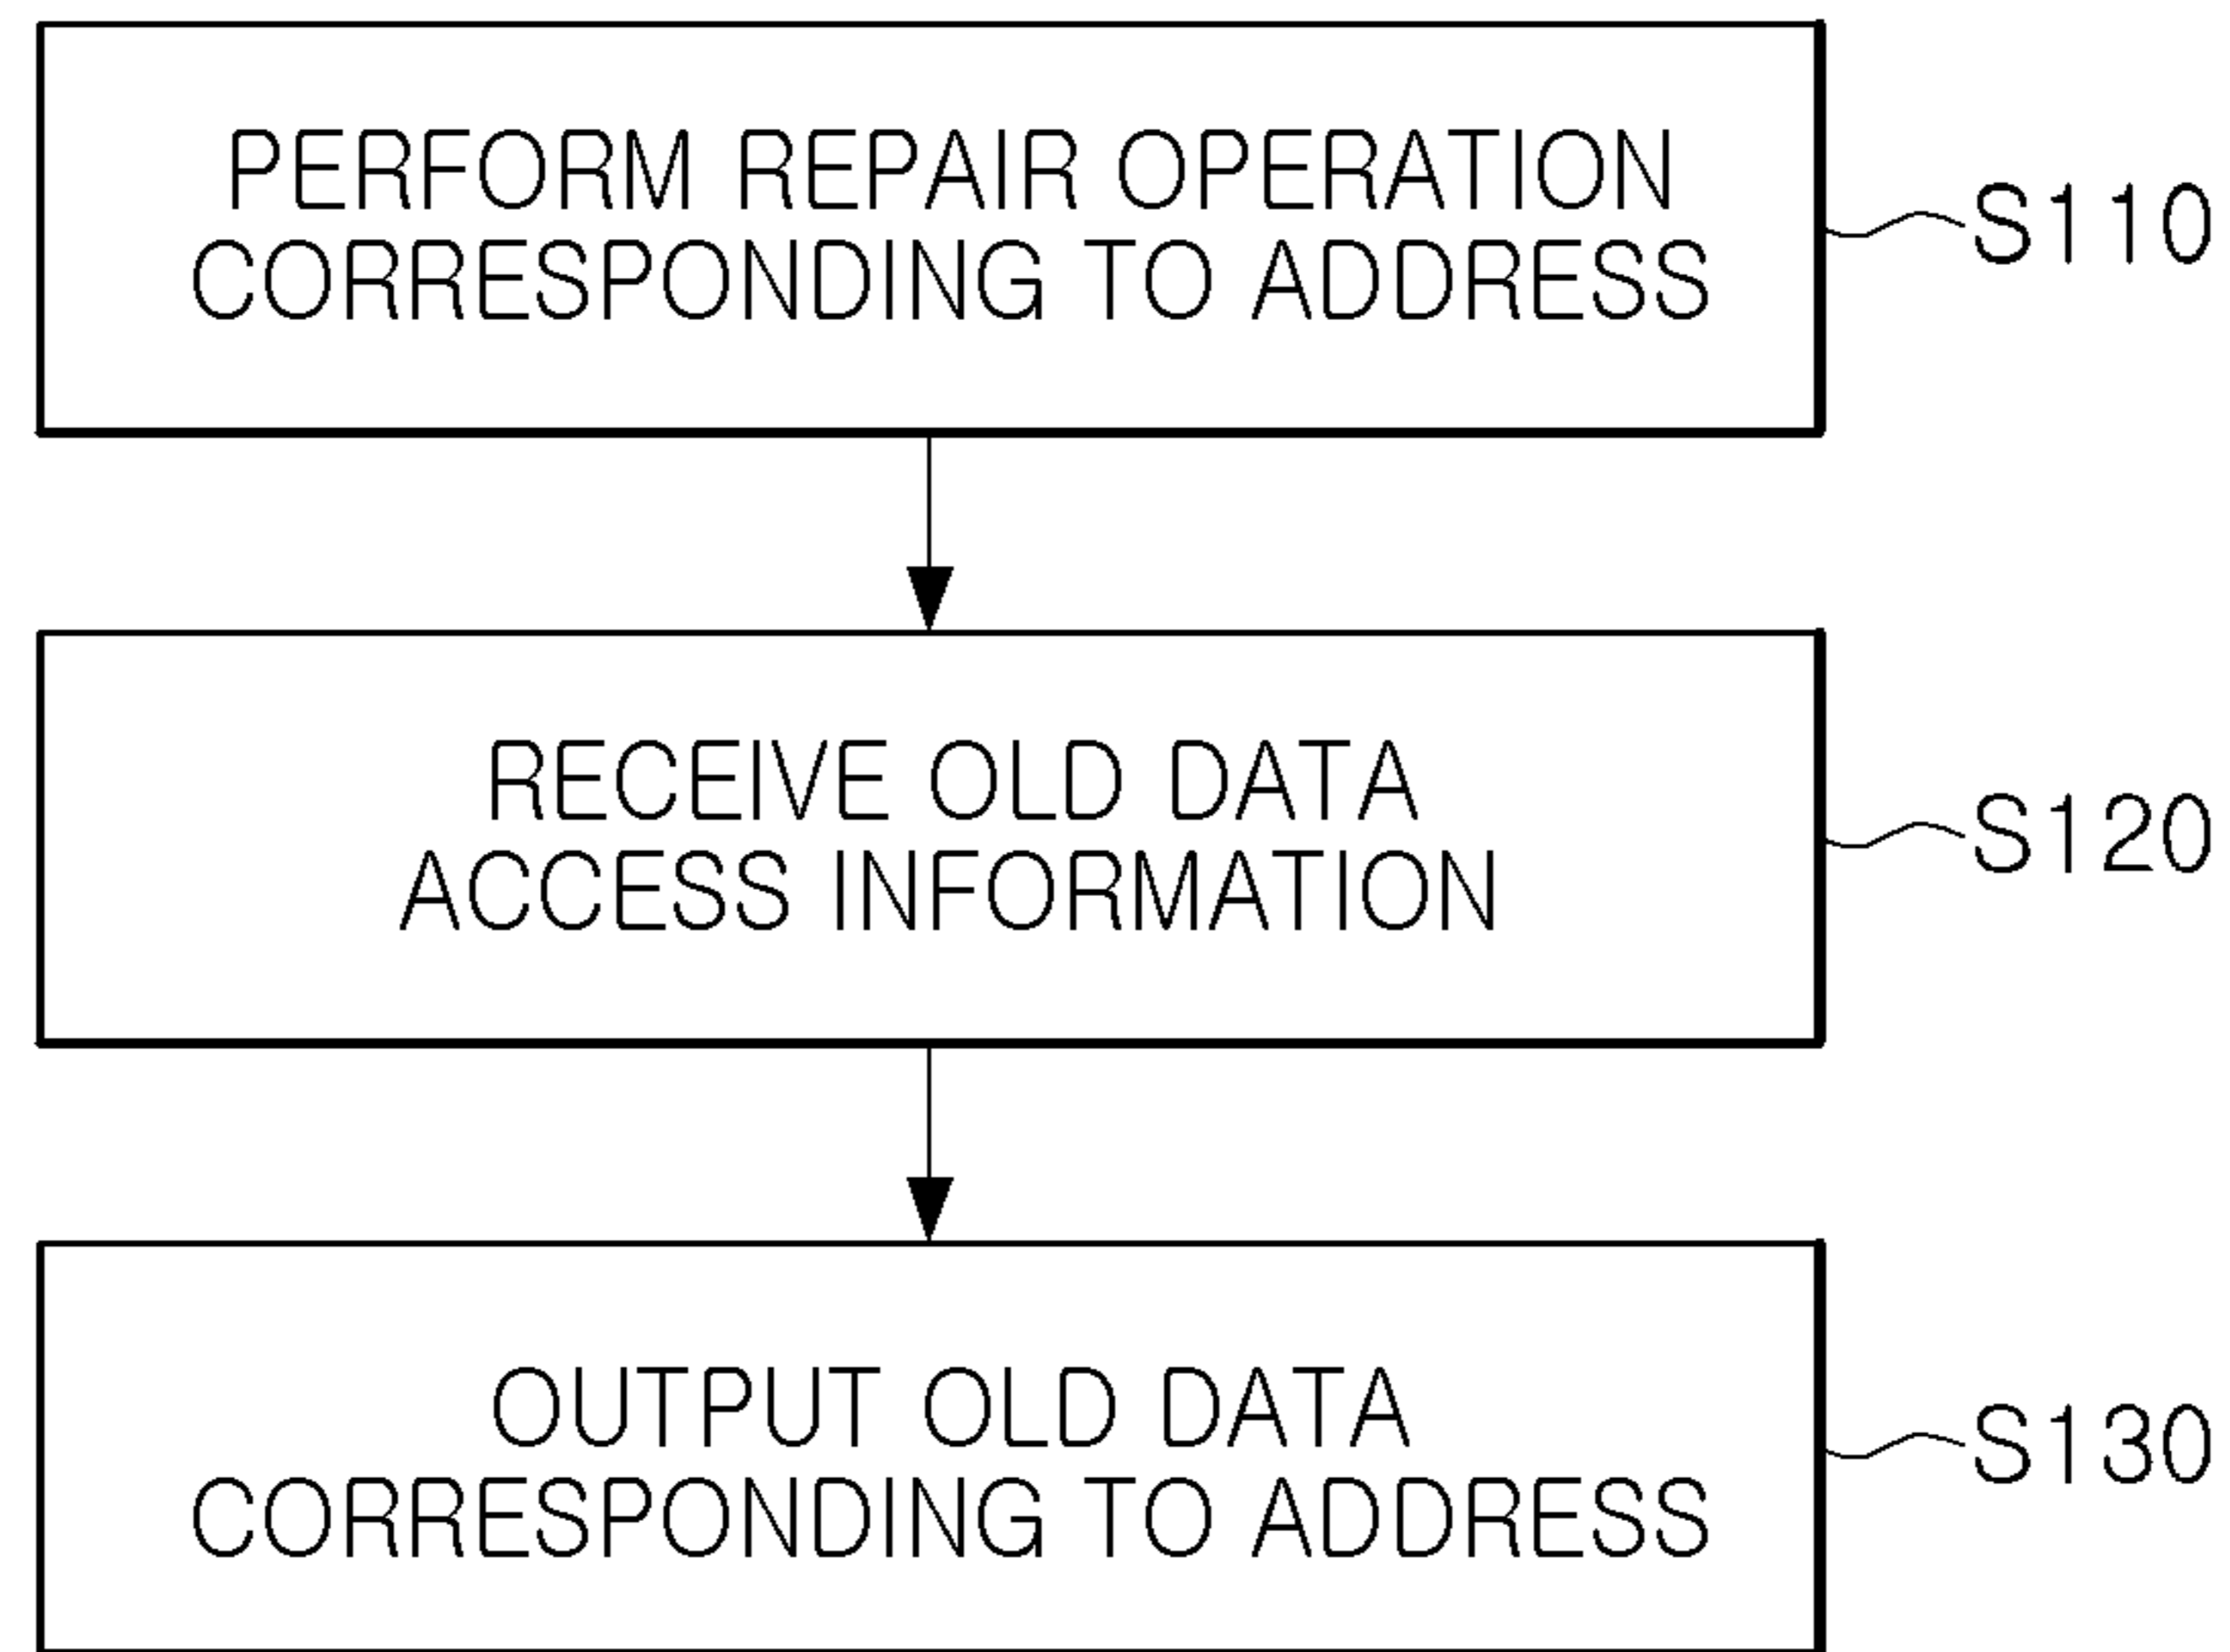 PERFORM REPAIR OPERATION
CORRESPONDING TO ADDRESS
S110
RECEIVE OLD DATA
ACCESS INFORMATION
S120
OUTPUT OLD DATA
CORRESPONDING TO ADDRESS
S130